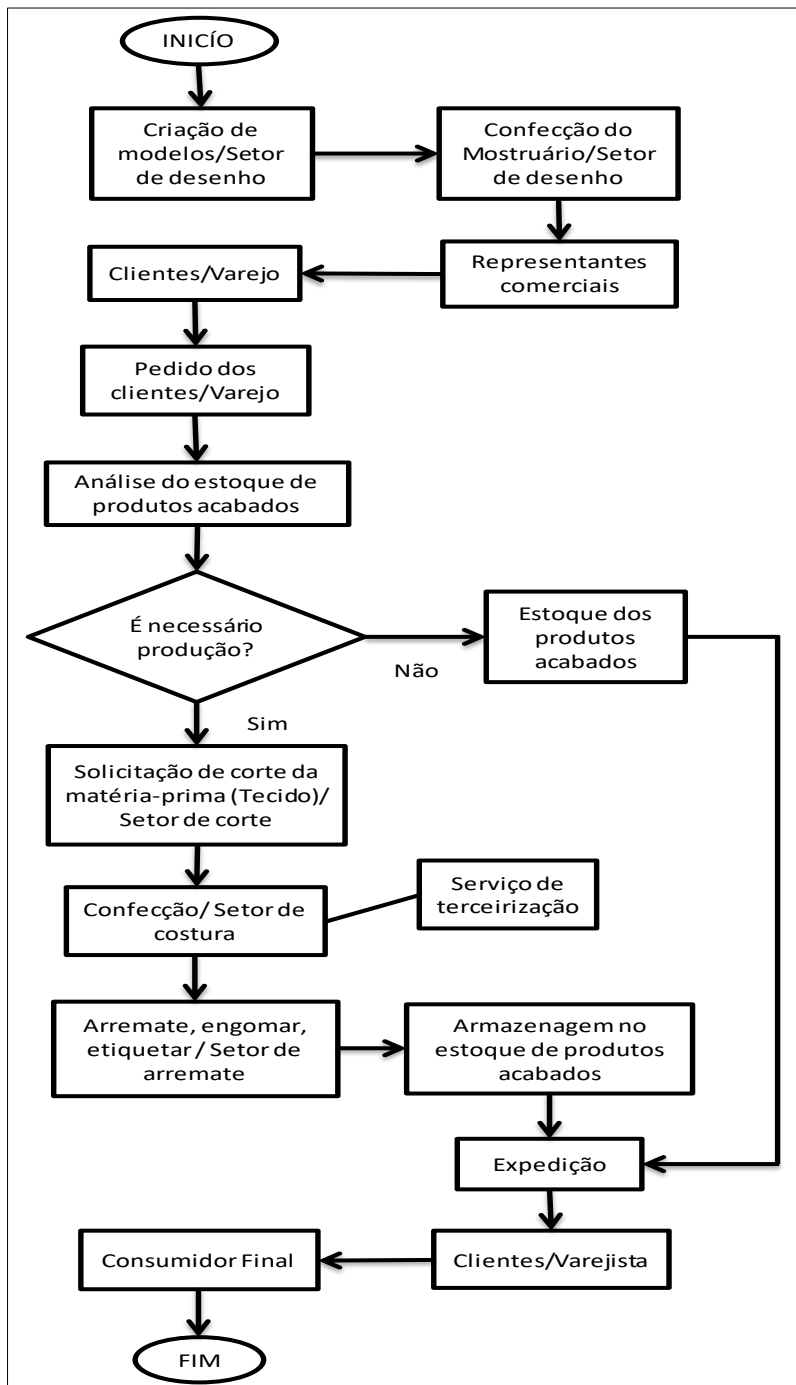 INICÍO
Criação de
modelos/Setor
de desenho
Confecção do
Mostruário/Setor
de desenho
Representantes
comerciais
Clientes/Varejo
Pedido dos
clientes/Varejo
Análise do estoque de
produtos acabados
É necessário
produção?
Não
Estoque dos
produtos
acabados
Sim
Solicitação de corte da
matéria-prima (Tecido)/
Setor de corte
Confecção/ Setor de
costura
Serviço de
terceirização
Arremate, engomar,
etiquetar / Setor de
arremate
Armazenagem no
estoque de produtos
acabados
Expedição
Clientes/Varejista
Consumidor Final
FIM